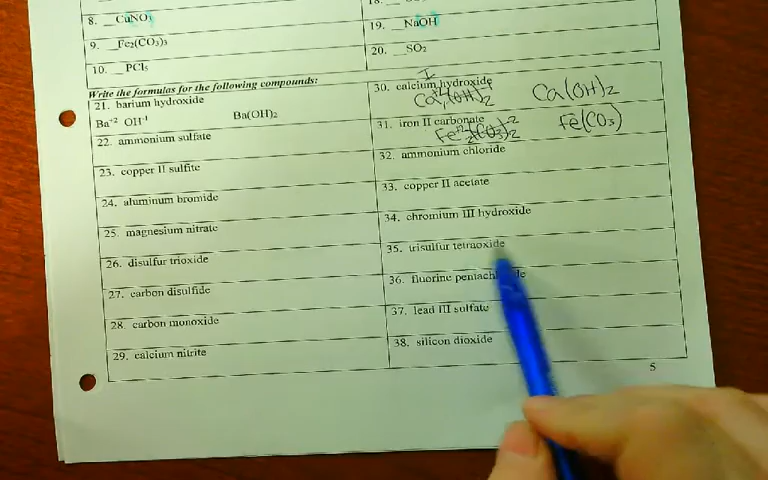 8. __CuNO₃
9. __Fe₂(CO₃)₃
10. __PCl₅
18. __
19. __NaOH
20. __SO₂
Write the formulas for the following compounds:
21. barium hydroxide
Ba⁺² OH⁻¹ Ba(OH)₂
22. ammonium sulfate
23. copper II sulfite
24. aluminum bromide
25. magnesium nitrate
26. disulfur trioxide
27. carbon disulfide
28. carbon monoxide
29. calcium nitrite
30. calcium hydroxide
Ca(OH)₂
31. iron II carbonate
Fe(CO₃)
32. ammonium chloride
33. copper II acetate
34. chromium III hydroxide
35. trisulfur tetraoxide
36. fluorine
37. lead III sulfate
38. silicon dioxide
5